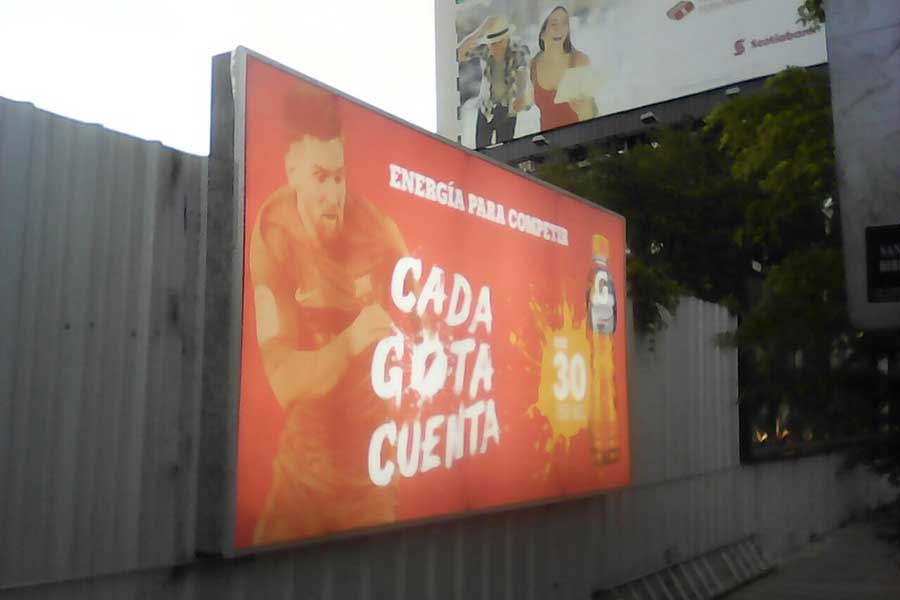 Scotiabank
ENERGÍA PARA COMPETIR
CADA
GOTA
CUENTA
G
30